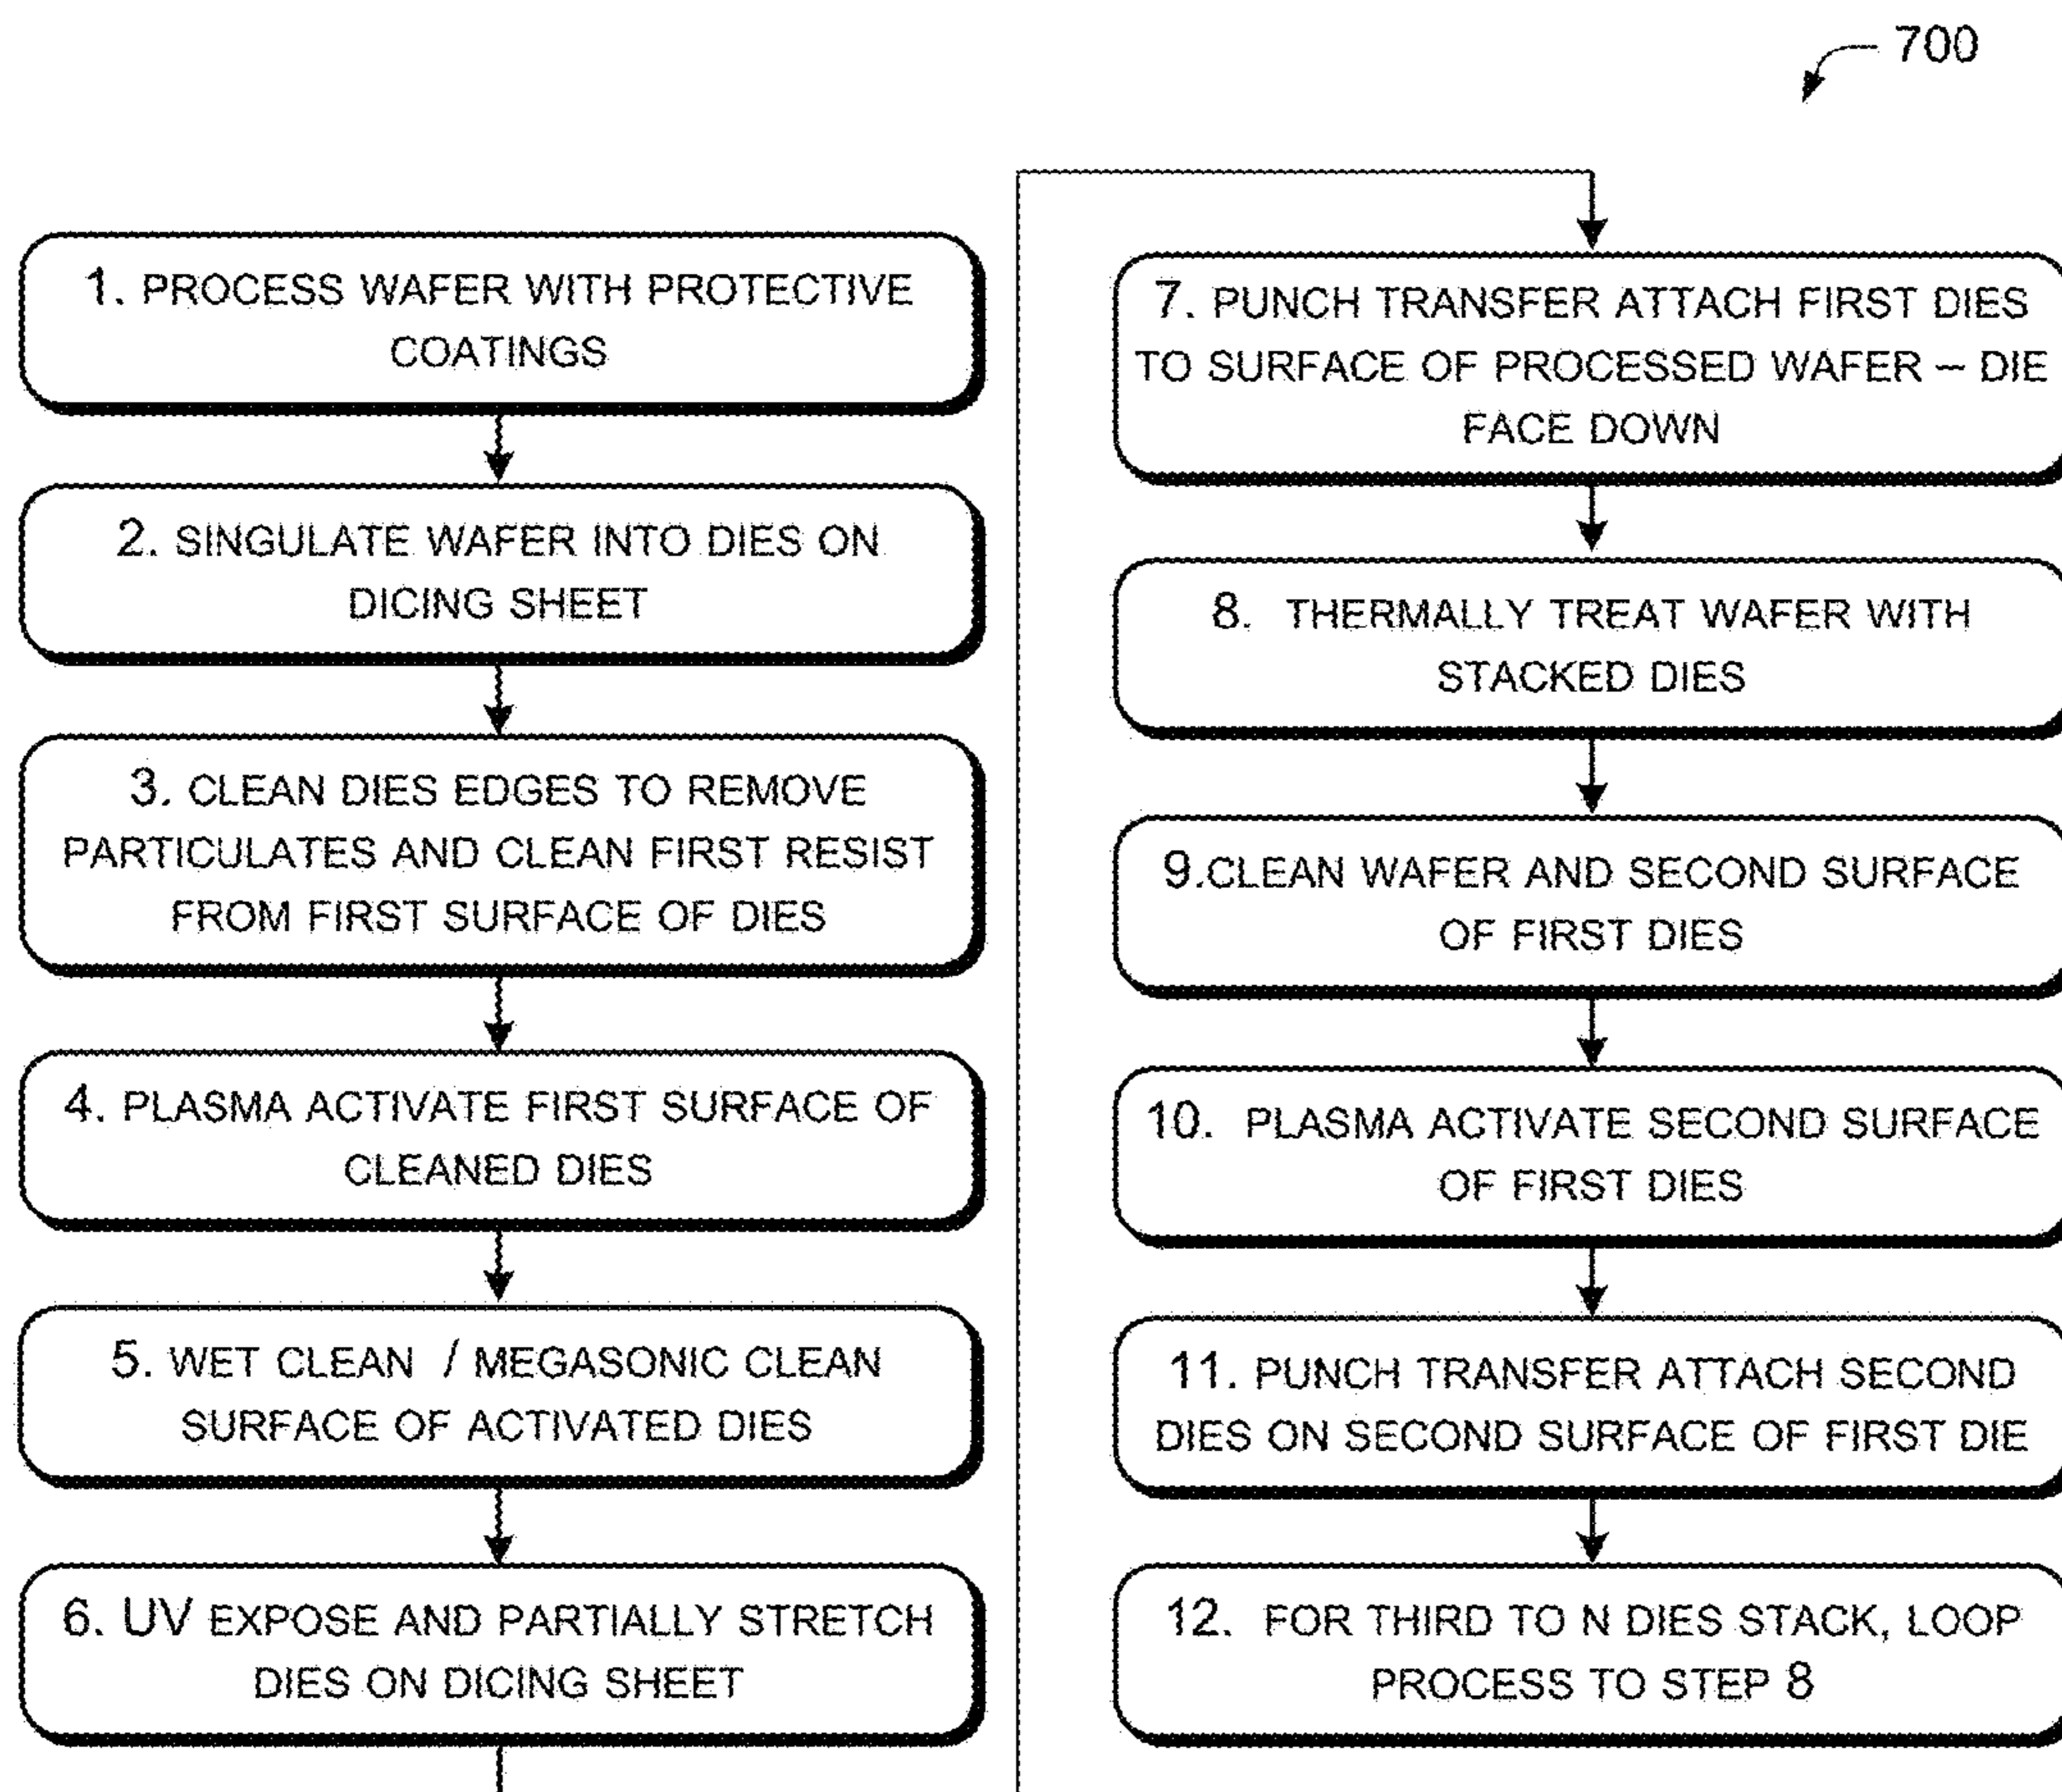 700
1. PROCESS WAFER WITH PROTECTIVE
COATINGS
2. SINGULATE WAFER INTO DIES ON
DICING SHEET
3. CLEAN DIES EDGES TO REMOVE
PARTICULATES AND CLEAN FIRST RESIST
FROM FIRST SURFACE OF DIES
4. PLASMA ACTIVATE FIRST SURFACE OF
CLEANED DIES
5. WET CLEAN / MEGASONIC CLEAN
SURFACE OF ACTIVATED DIES
6. UV EXPOSE AND PARTIALLY STRETCH
DIES ON DICING SHEET
7. PUNCH TRANSFER ATTACH FIRST DIES
TO SURFACE OF PROCESSED WAFER – DIE
FACE DOWN
8. THERMALLY TREAT WAFER WITH
STACKED DIES
9.CLEAN WAFER AND SECOND SURFACE
OF FIRST DIES
10. PLASMA ACTIVATE SECOND SURFACE
OF FIRST DIES
11. PUNCH TRANSFER ATTACH SECOND
DIES ON SECOND SURFACE OF FIRST DIE
12. FOR THIRD TO N DIES STACK, LOOP
PROCESS TO STEP 8